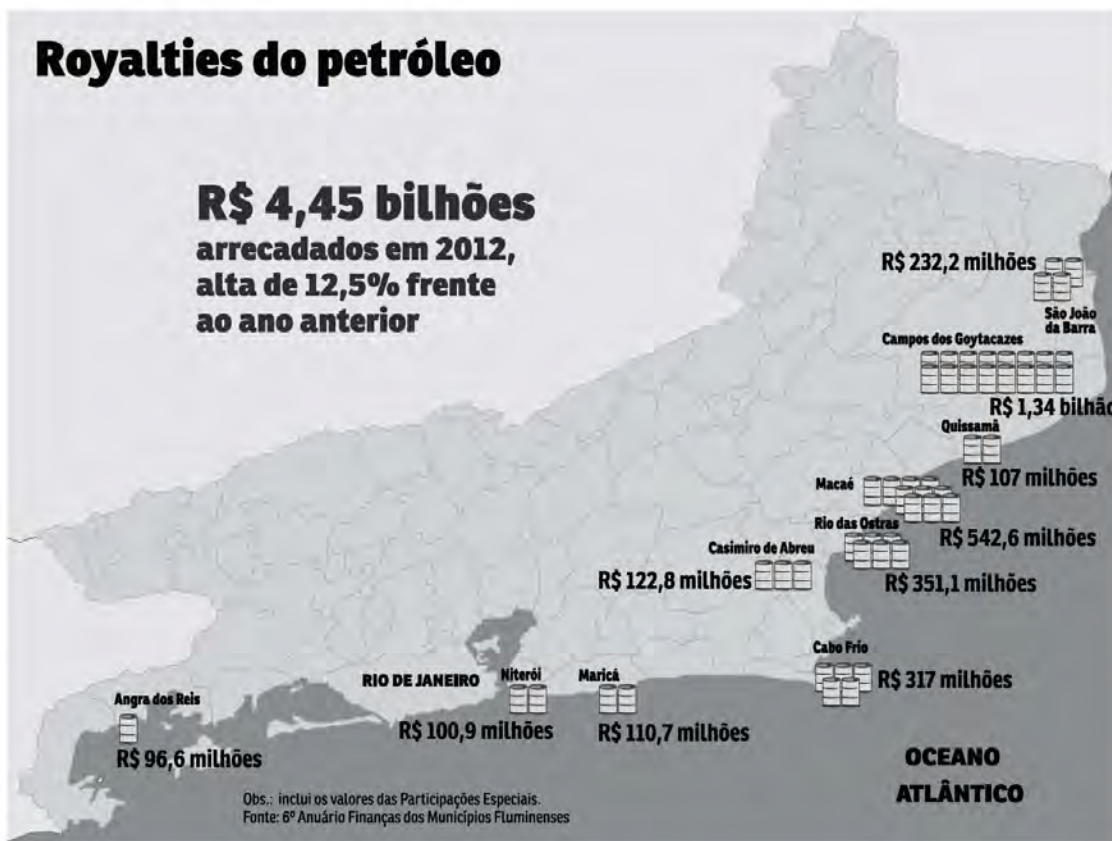 Royalties do petróleo
R$ 4,45 bilhões
arrecadados em 2012,
alta de 12,5% frente
ao ano anterior
R$ 232,2 milhões
São João
da Barra
Campos dos Goytacazes
R$ 1,34 bilhão
Quissamã
R$ 107 milhões
Macaé
R$ 542,6 milhões
Rio das Ostras
R$ 351,1 milhões
Casimiro de Abreu
R$ 122,8 milhões
Cabo Frio
R$ 317 milhões
RIO DE JANEIRO
Niterói
R$ 100,9 milhões
Maricá
R$ 110,7 milhões
Angra dos Reis
R$ 96,6 milhões
OCEANO
ATLÂNTICO
Obs.: inclui os valores das Participações Especiais.
Fonte: 6º Anuário Finanças dos Municípios Fluminenses